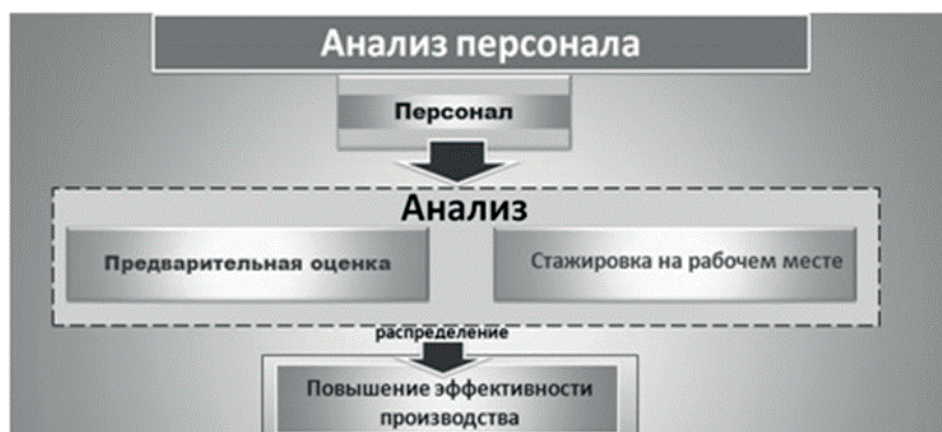 Анализ персонала
Персонал
Анализ
Предварительная оценка
Стажировка на рабочем месте
распределение
Повышение эффективности
производства